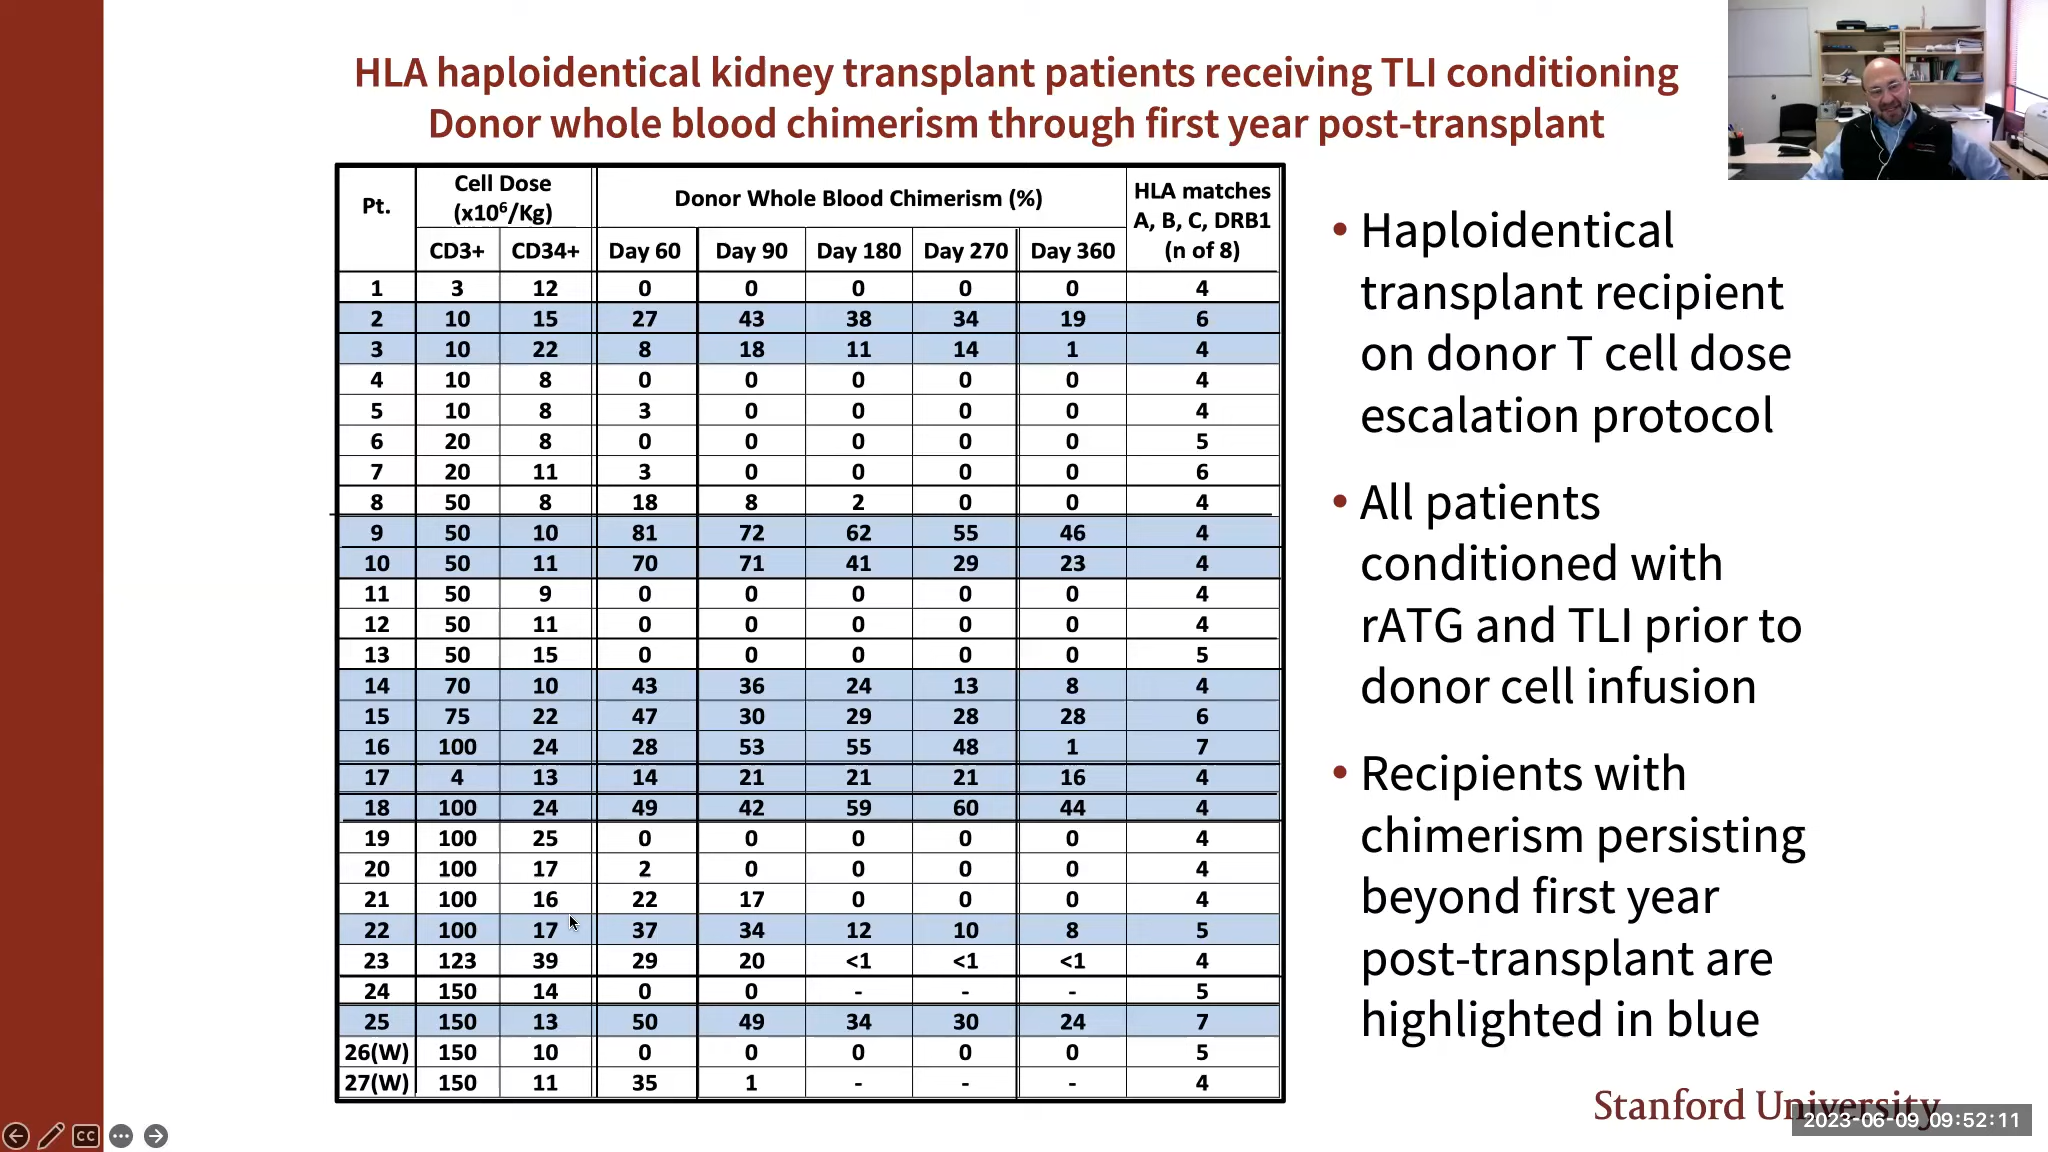 HLA haploidentical kidney transplant patients receiving TLI conditioning
Donor whole blood chimerism through first year post-transplant
Pt. Cell Dose (x10⁶/Kg) Donor Whole Blood Chimerism (%) HLA matches A, B, C, DRB1 (n of 8)
CD3+ CD34+ Day 60 Day 90 Day 180 Day 270 Day 360
1 3 12 0 0 0 0 0 4
2 10 15 27 43 38 34 19 6
3 10 22 8 18 11 14 1 4
4 10 8 0 0 0 0 0 4
5 10 8 3 0 0 0 0 4
6 20 8 0 0 0 0 0 5
7 20 11 3 0 0 0 0 6
8 50 8 18 8 2 0 0 4
9 50 10 81 72 62 55 46 4
10 50 11 70 71 41 29 23 4
11 50 9 0 0 0 0 0 4
12 50 11 0 0 0 0 0 4
13 50 15 0 0 0 0 0 5
14 70 10 43 36 24 13 8 4
15 75 22 47 30 29 28 28 6
16 100 24 28 53 55 48 1 7
17 4 13 14 21 21 21 16 4
18 100 24 49 42 59 60 44 4
19 100 25 0 0 0 0 0 4
20 100 17 2 0 0 0 0 4
21 100 16 22 17 0 0 0 4
22 100 17 37 34 12 10 8 5
23 123 39 29 20 <1 <1 <1 4
24 150 14 0 0 - - - 5
25 150 13 50 49 34 30 24 7
26(W) 150 10 0 0 0 0 0 5
27(W) 150 11 35 1 - - - 4
• Haploidentical
transplant recipient
on donor T cell dose
escalation protocol
• All patients
conditioned with
rATG and TLI prior to
donor cell infusion
• Recipients with
chimerism persisting
beyond first year
post-transplant are
highlighted in blue
Stanford University
2023-06-09 09:52:11
CC